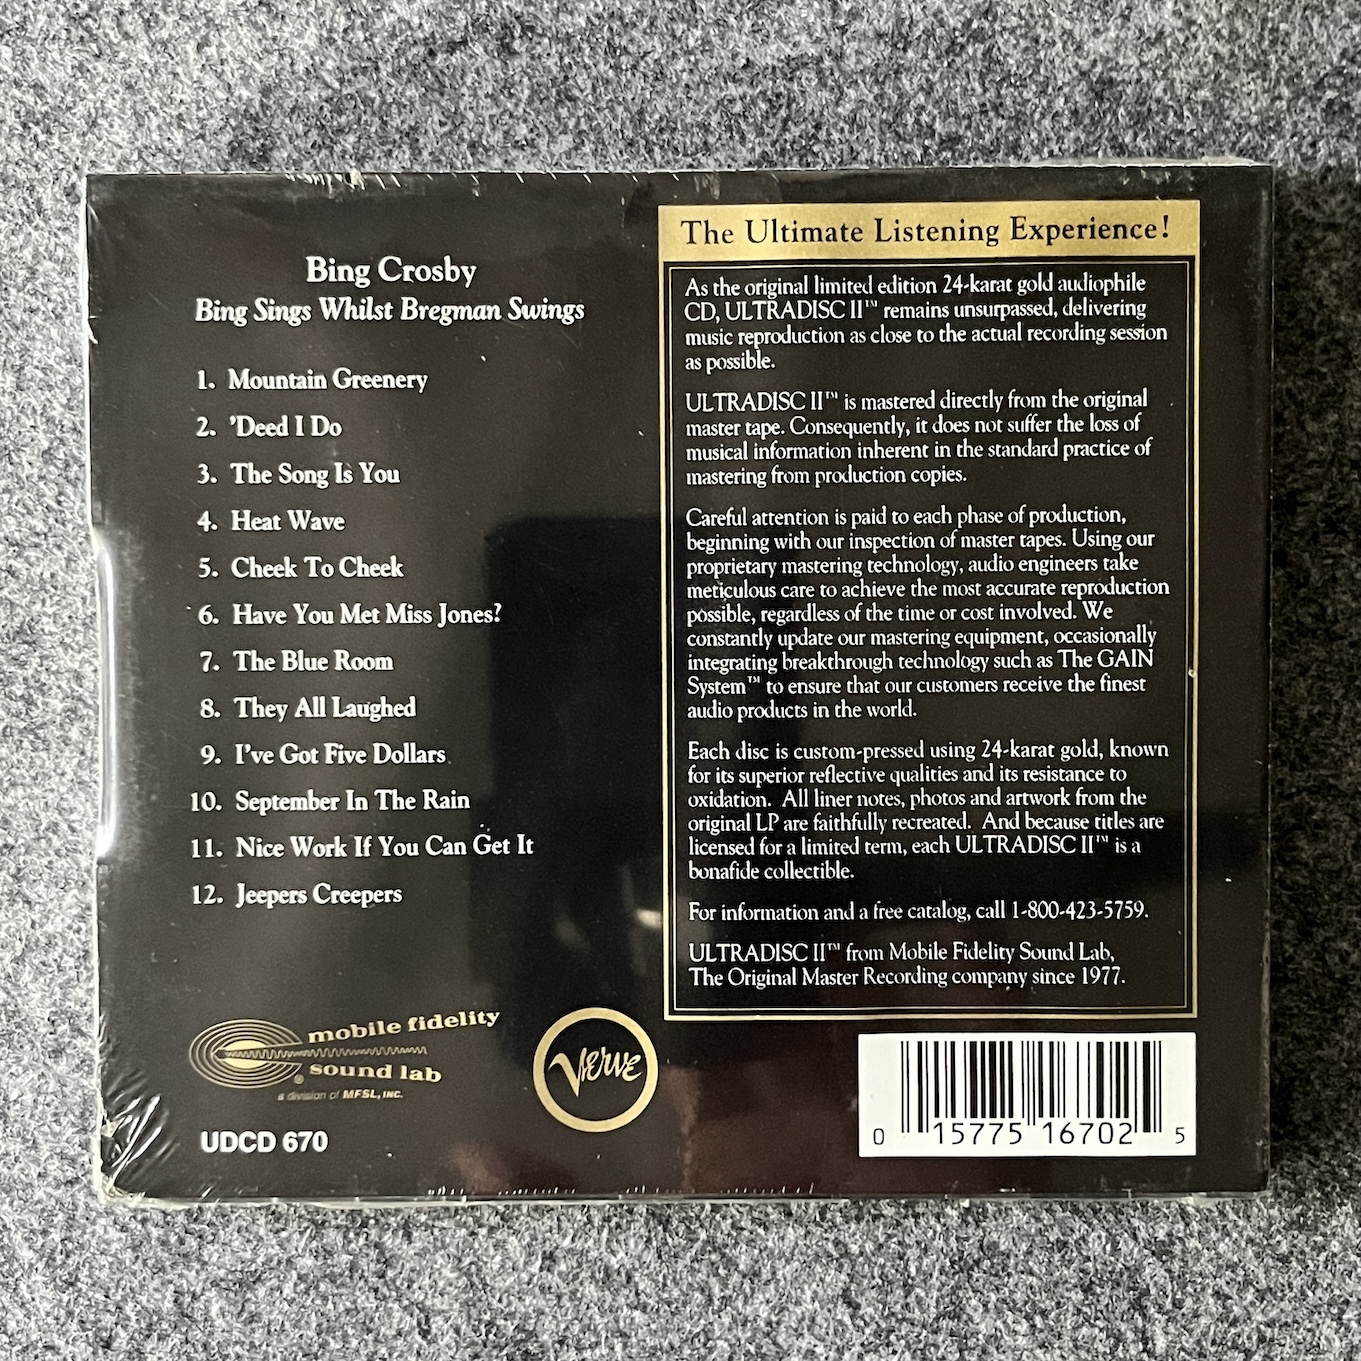 Bing Crosby
Bing Sings Whilst Bregman Swings
1. Mountain Greenery
2. 'Deed I Do
3. The Song Is You
4. Heat Wave
5. Cheek To Cheek
6. Have You Met Miss Jones?
7. The Blue Room
8. They All Laughed
9. I've Got Five Dollars
10. September In The Rain
11. Nice Work If You Can Get It
12. Jeepers Creepers
mobile fidelity
sound lab
®
a division of MFSL, INC.
UDCD 670
Verve
The Ultimate Listening Experience!
As the original limited edition 24-karat gold audiophile
CD, ULTRADISC II™ remains unsurpassed, delivering
music reproduction as close to the actual recording session
as possible.
ULTRADISC II™ is mastered directly from the original
master tape. Consequently, it does not suffer the loss of
musical information inherent in the standard practice of
mastering from production copies.
Careful attention is paid to each phase of production,
beginning with our inspection of master tapes. Using our
proprietary mastering technology, audio engineers take
meticulous care to achieve the most accurate reproduction
possible, regardless of the time or cost involved. We
constantly update our mastering equipment, occasionally
integrating breakthrough technology such as The GAIN
System™ to ensure that our customers receive the finest
audio products in the world.
Each disc is custom-pressed using 24-karat gold, known
for its superior reflective qualities and its resistance to
oxidation. All liner notes, photos and artwork from the
original LP are faithfully recreated. And because titles are
licensed for a limited term, each ULTRADISC II™ is a
bonafide collectible.
For information and a free catalog, call 1-800-423-5759.
ULTRADISC II™ from Mobile Fidelity Sound Lab,
The Original Master Recording company since 1977.
0 15775 16702 5